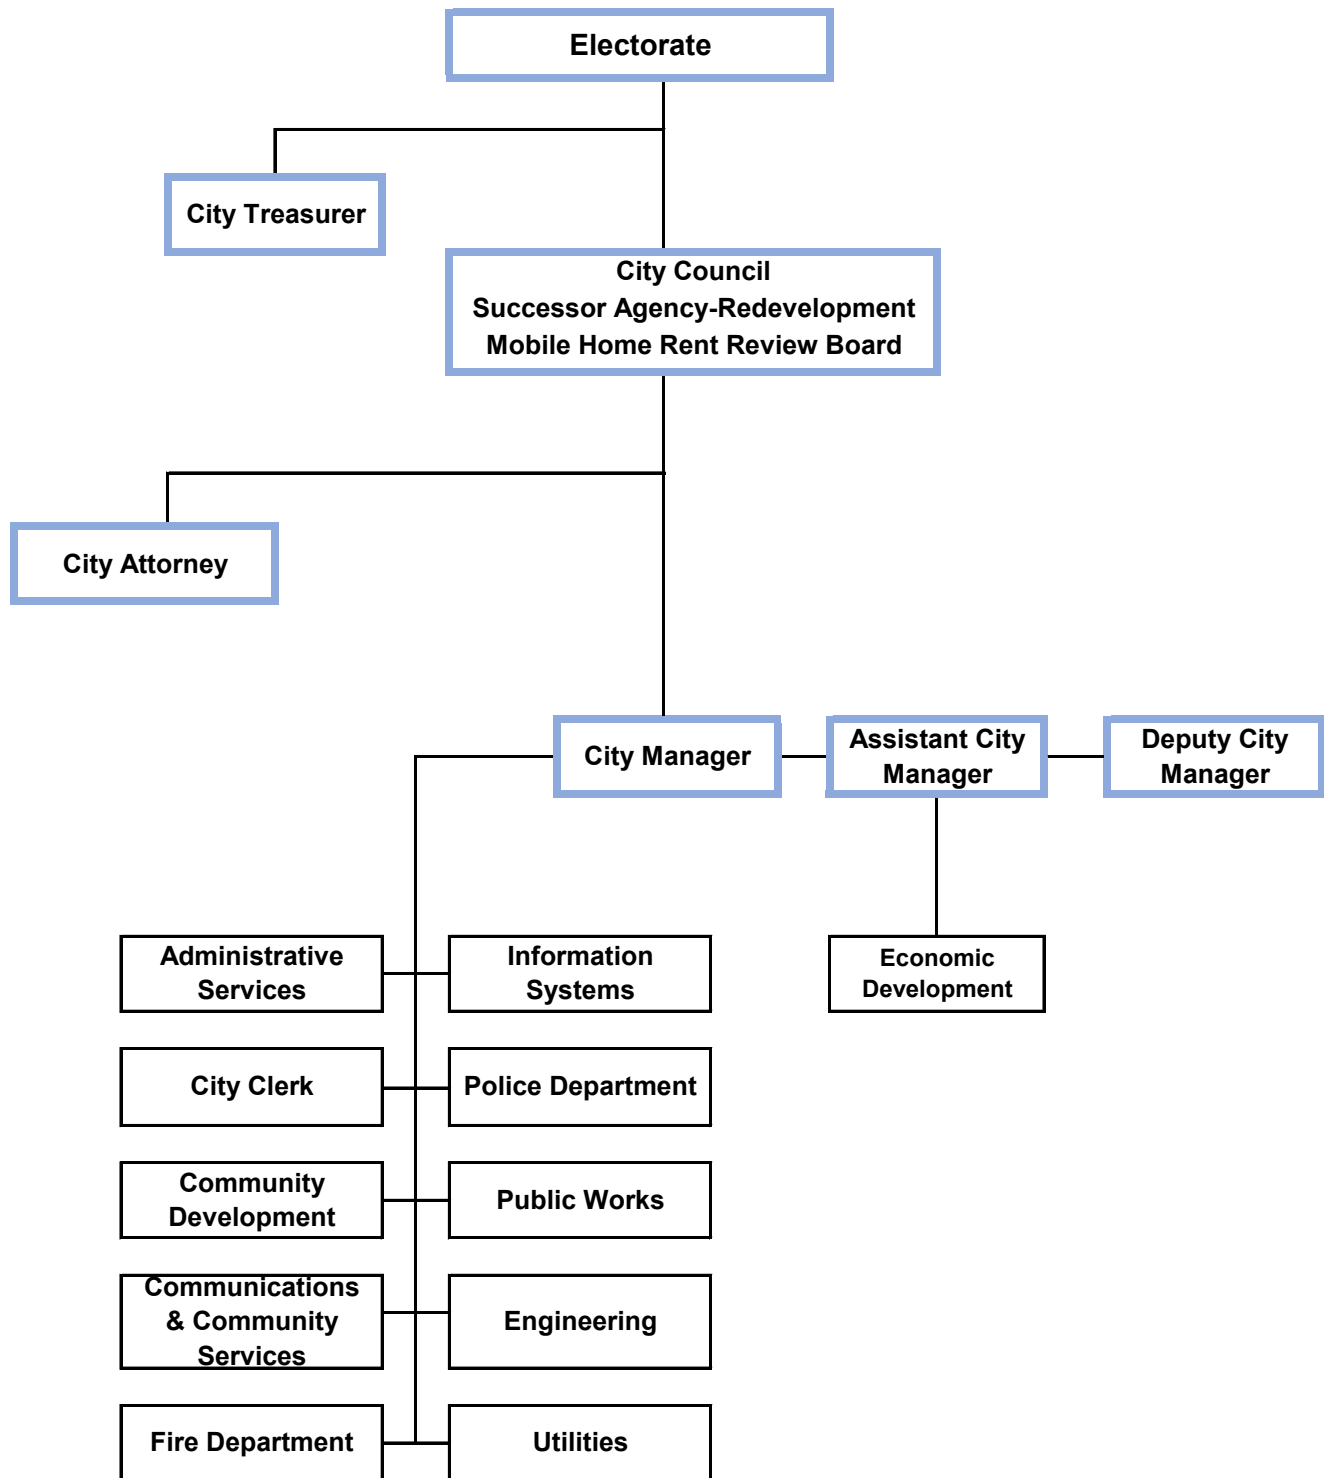 Electorate
City Treasurer
City Council
Successor Agency-Redevelopment
Mobile Home Rent Review Board
City Attorney
City Manager
Assistant City
Manager
Deputy City
Manager
Administrative
Services
Information
Systems
Economic
Development
City Clerk
Police Department
Community
Development
Public Works
Communications
& Community
Services
Engineering
Fire Department
Utilities